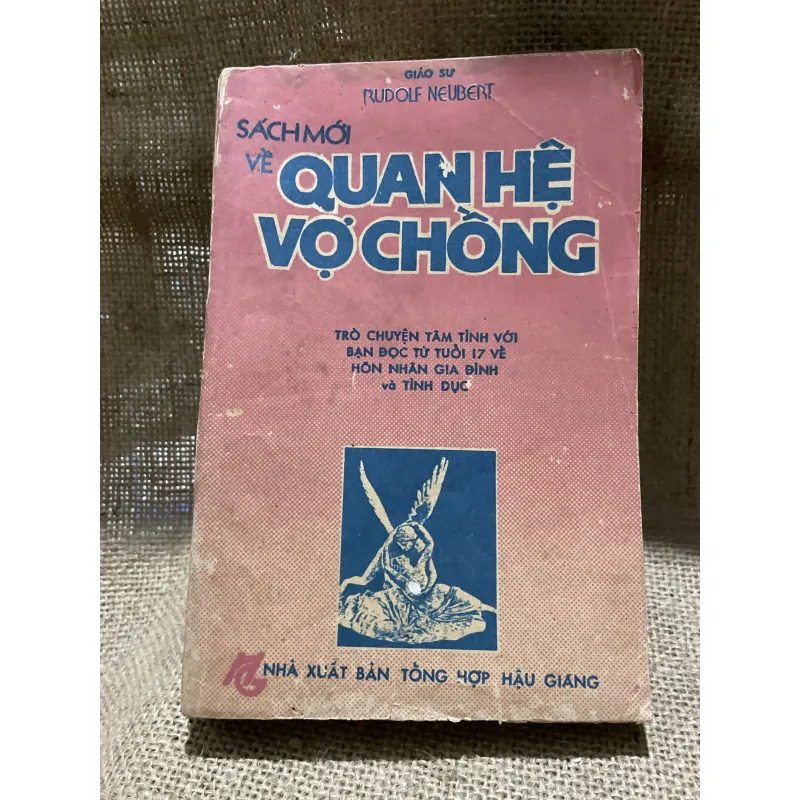 GIÁO SƯ
RUDOLF NEUBERT
SÁCH MỚI
VỀ QUAN HỆ
VỢ CHỒNG
TRÒ CHUYỆN TÂM TÌNH VỚI
BẠN ĐỌC TỪ TUỔI 17 VỀ
HÔN NHÂN GIA ĐÌNH
và TÌNH DỤC
NHÀ XUẤT BẢN TỔNG HỢP HẬU GIANG